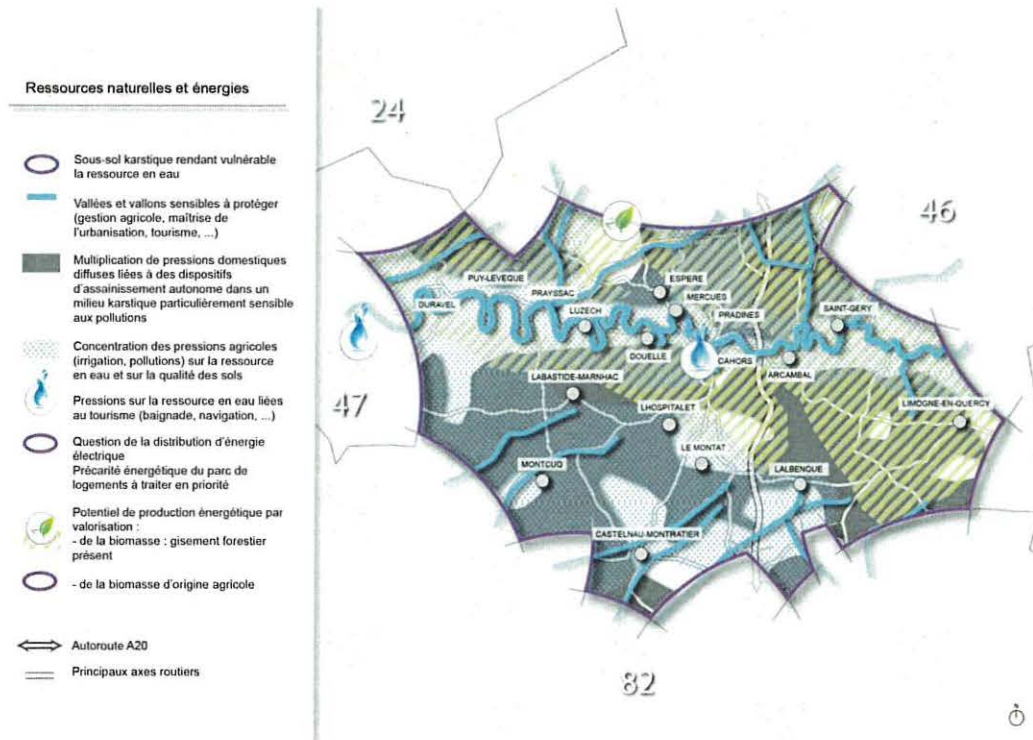 Ressources naturelles et énergies
Sous-sol karstique rendant vulnérable
la ressource en eau
Vallées et vallons sensibles à protéger
(gestion agricole, maîtrise de
l'urbanisation, tourisme, ...)
Multiplication de pressions domestiques
diffuses liées à des dispositifs
d'assainissement autonome dans un
milieu karstique particulièrement sensible
aux pollutions
Concentration des pressions agricoles
(irrigation, pollutions) sur la ressource
en eau et sur la qualité des sols
Pressions sur la ressource en eau liées
au tourisme (baignade, navigation, ...)
Question de la distribution d'énergie
électrique
Précarité énergétique du parc de
logements à traiter en priorité
Potentiel de production énergétique par
valorisation :
- de la biomasse : gisement forestier
présent
- de la biomasse d'origine agricole
Autoroute A20
Principaux axes routiers
24
46
47
82
PUY-LEVEQUE
DURAVEL
PRAYSSAC
ESPERE
MERCUES
LUZECH
PRADINES
SAINT-GERY
DOUELLE
CAHORS
ARCAMBAL
LABASTIDE-MARNHAC
LHOSPITALET
LIMOGNE-EN-QUERCY
LE MONTAT
MONTCUQ
LALBENQUE
CASTELNAU-MONTRATIER